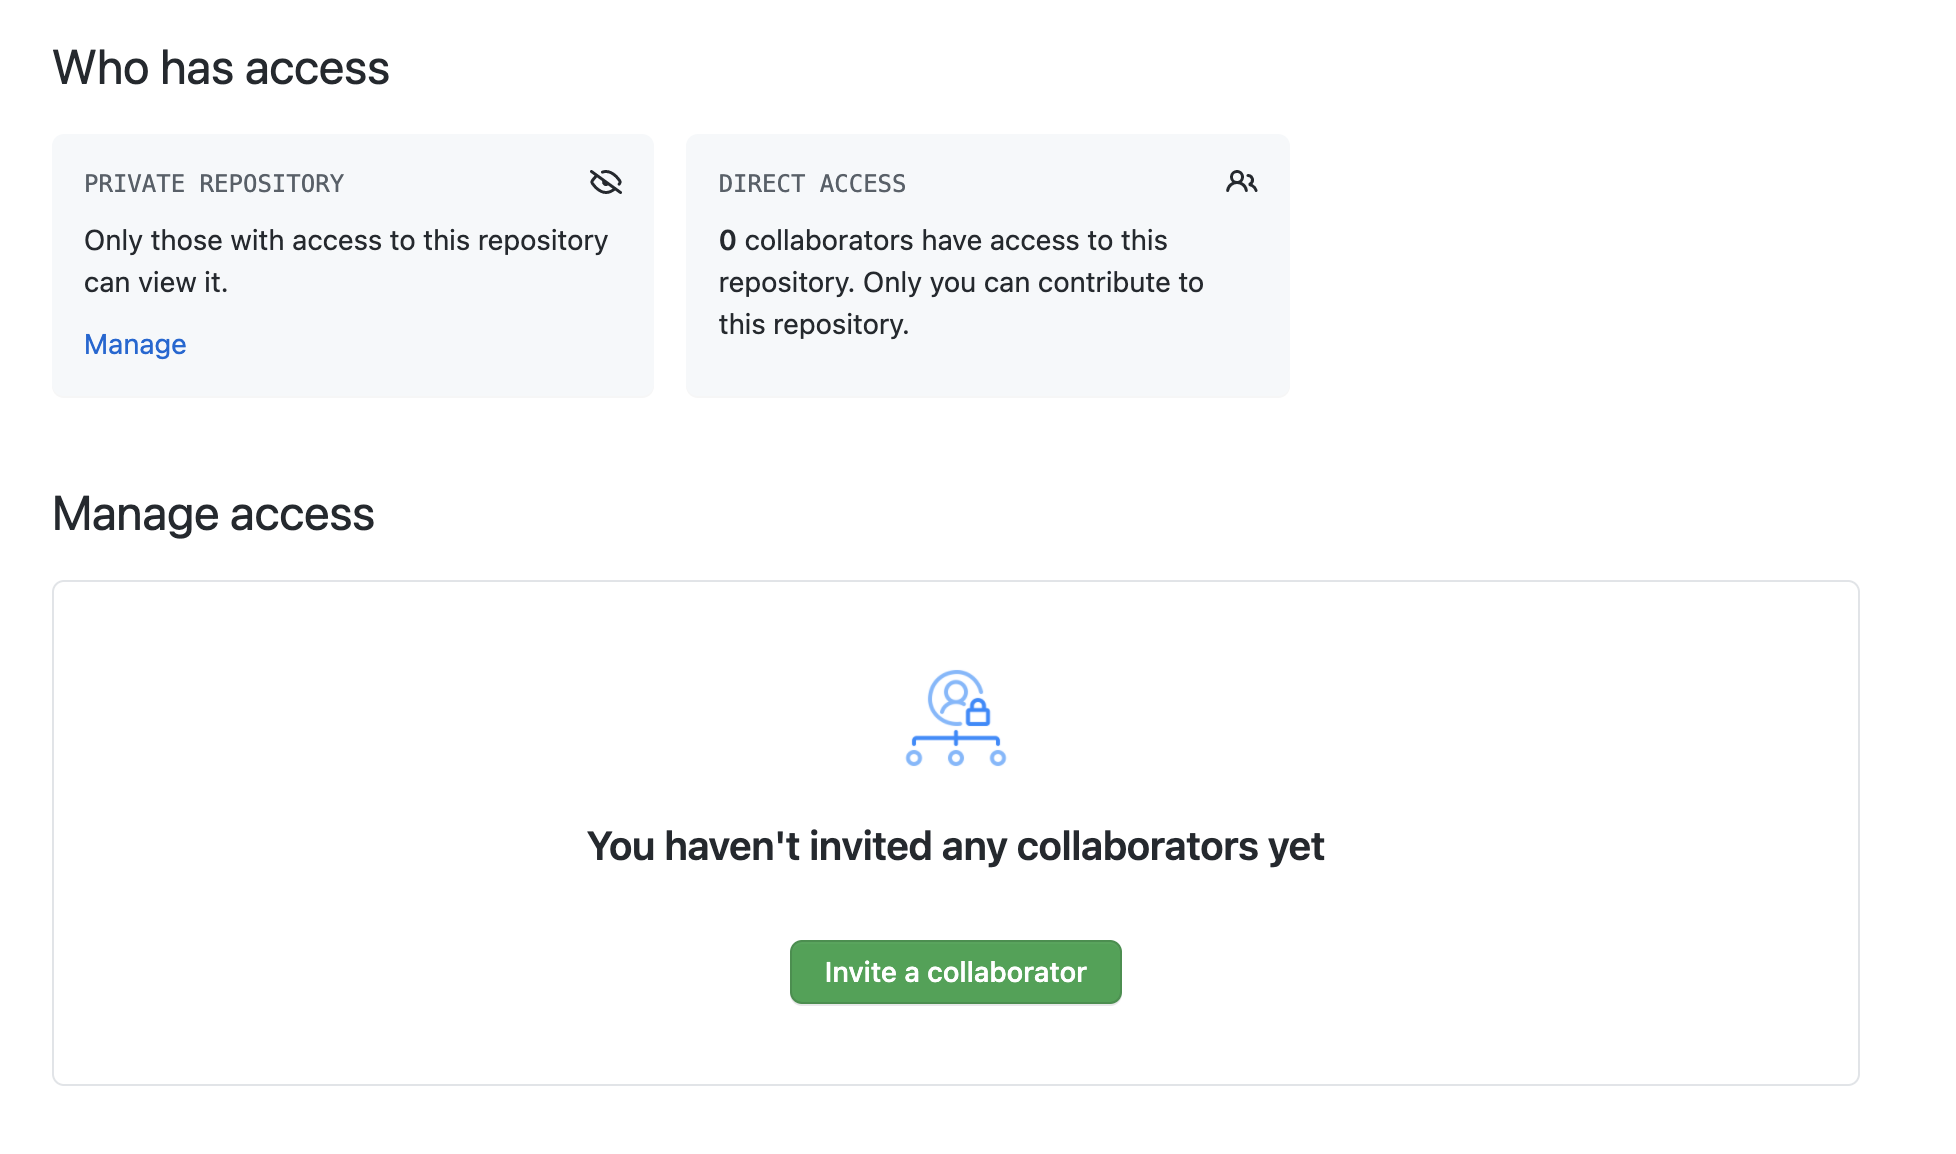 Who has access
PRIVATE REPOSITORY
Only those with access to this repository
can view it.
Manage
DIRECT ACCESS
0 collaborators have access to this
repository. Only you can contribute to
this repository.
Manage access
You haven't invited any collaborators yet
Invite a collaborator